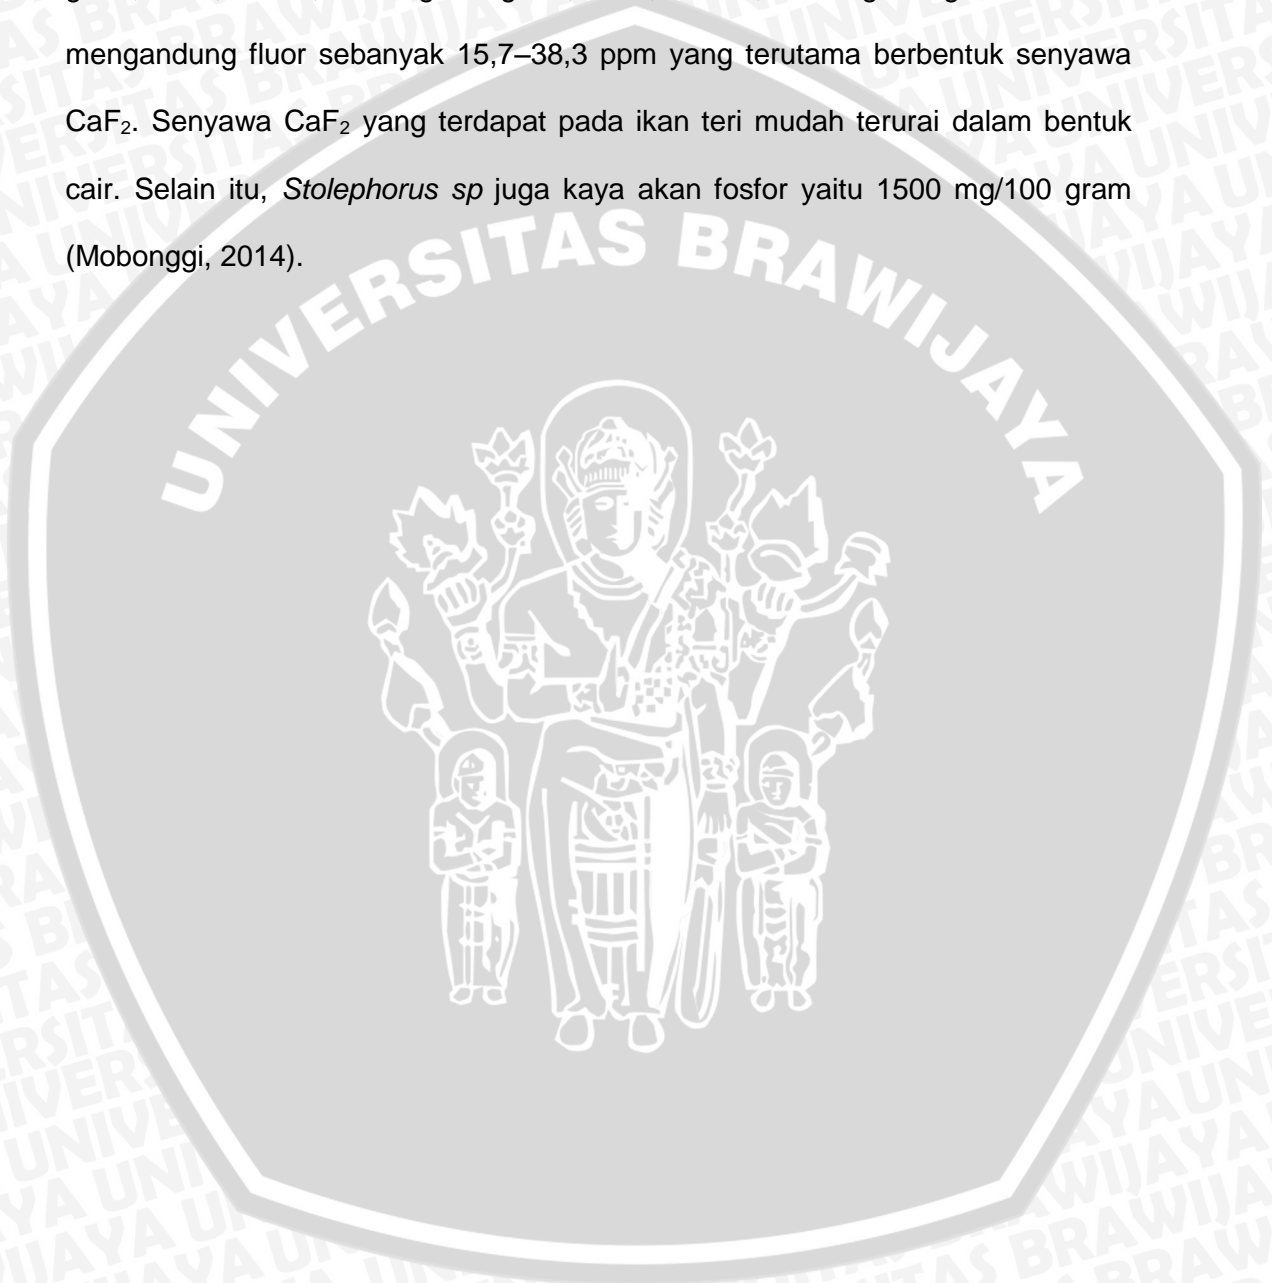 mengandung fluor sebanyak 15,7–38,3 ppm yang terutama berbentuk senyawa
CaF₂. Senyawa CaF₂ yang terdapat pada ikan teri mudah terurai dalam bentuk
cair. Selain itu, Stolephorus sp juga kaya akan fosfor yaitu 1500 mg/100 gram
(Mobonggi, 2014).
UNIVERSITAS BRAWIJAYA